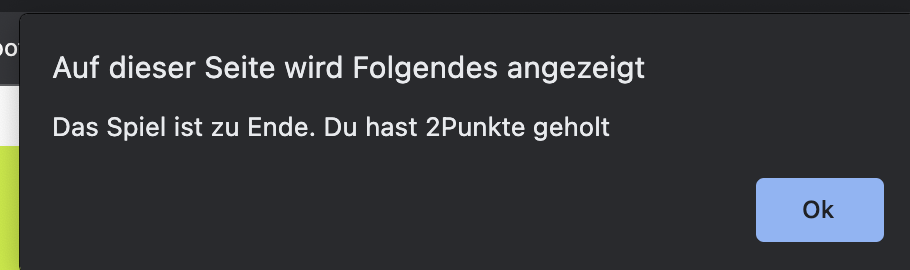 Auf dieser Seite wird Folgendes angezeigt
Das Spiel ist zu Ende. Du hast 2Punkte geholt
Ok